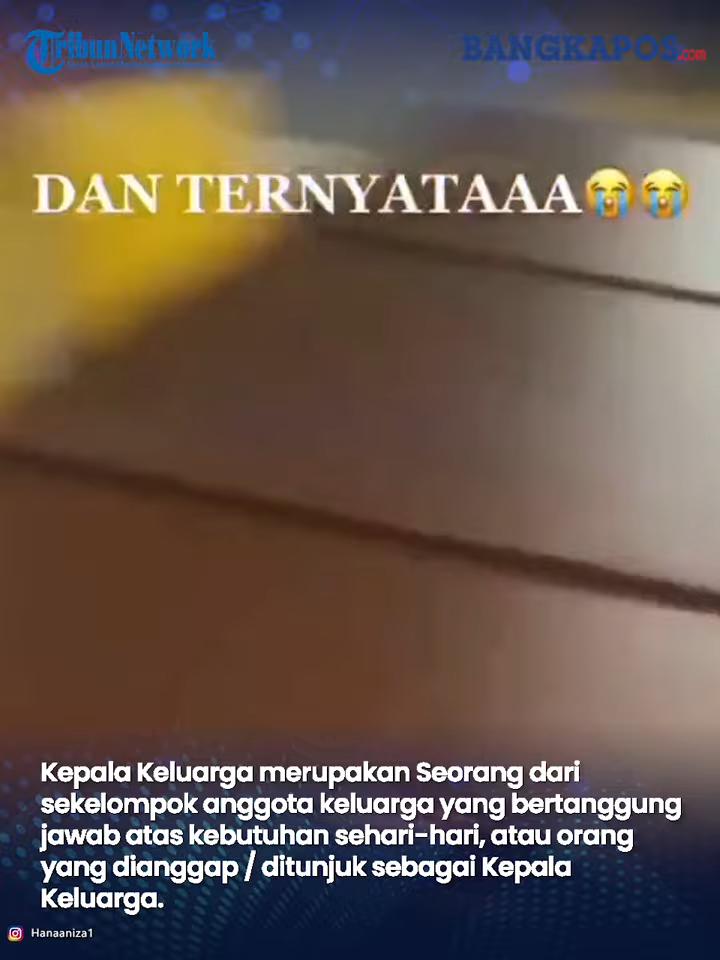 TribunNetwork
BANGKAPOS.com
DAN TERNYATAAA😭😭
Kepala Keluarga merupakan Seorang dari
sekelompok anggota keluarga yang bertanggung
jawab atas kebutuhan sehari-hari, atau orang
yang dianggap / ditunjuk sebagai Kepala
Keluarga.
Hanaaniza1